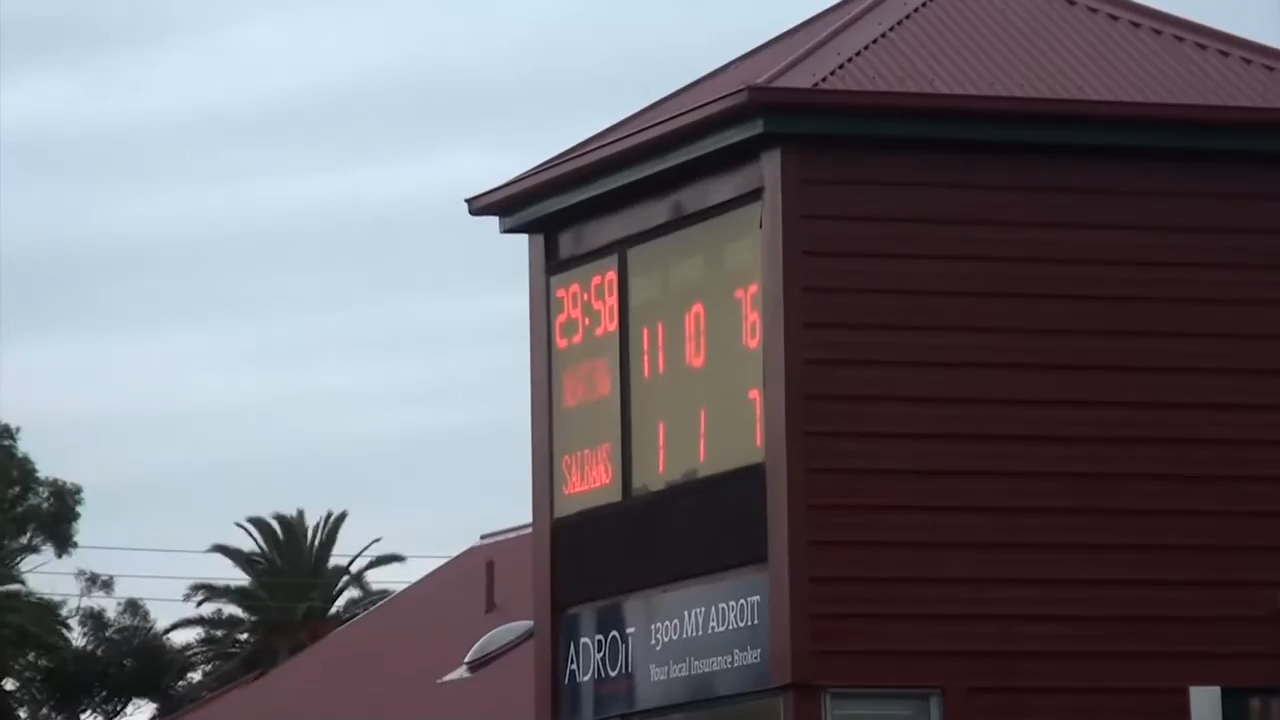 29:58
11 10 76
SALBANS 1 1 7
ADROIT
1300 MY ADROIT
Your local Insurance Broker